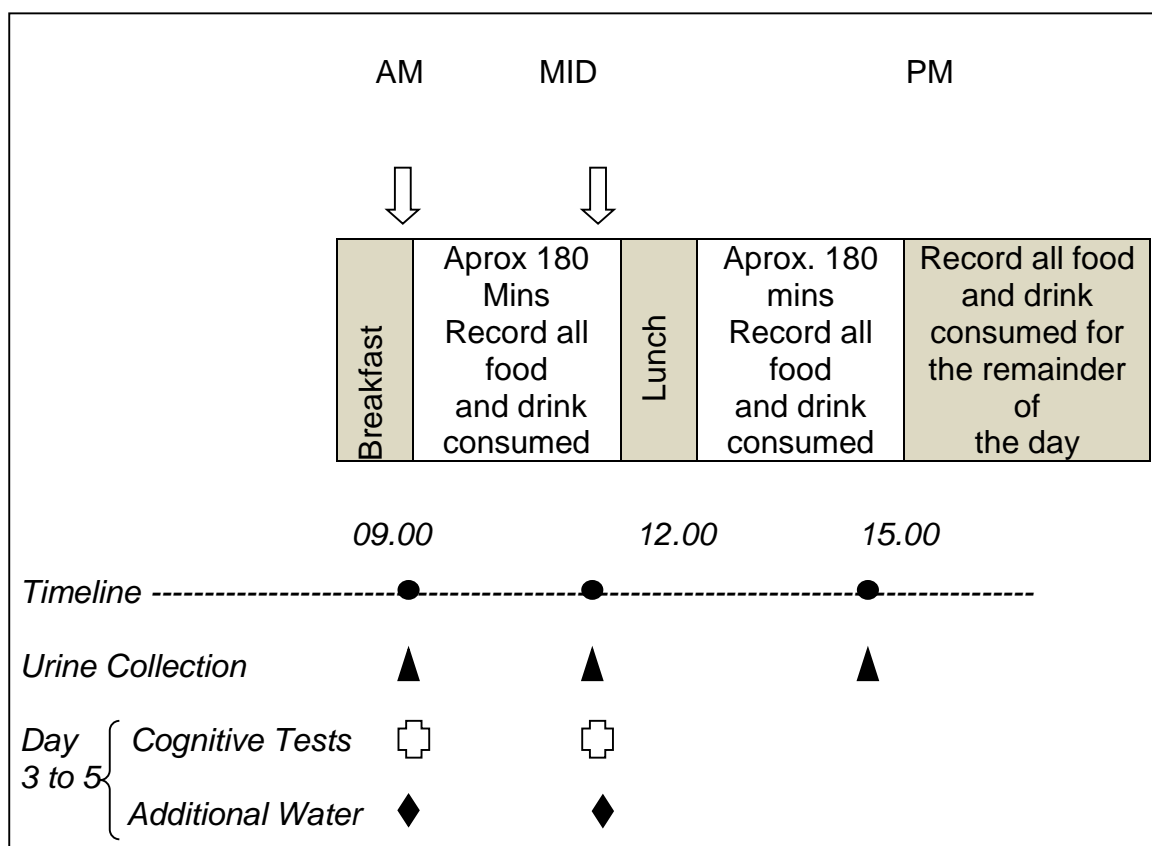 AM MID PM
Breakfast
Aprox 180
Mins
Record all
food
and drink
consumed
Lunch
Aprox. 180
mins
Record all
food
and drink
consumed
Record all food
and drink
consumed for
the remainder
of
the day
09.00 12.00 15.00
Timeline
Urine Collection
Day
3 to 5
Cognitive Tests
Additional Water